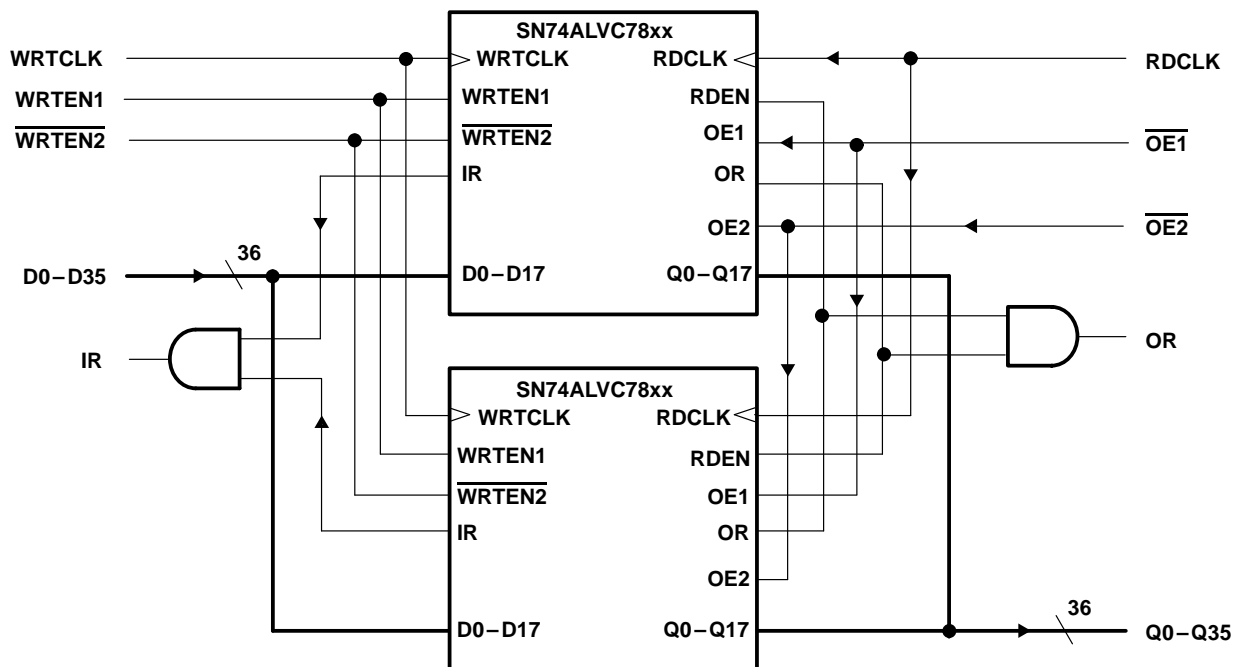 SN74ALVC78xx
WRTCLK
WRTCLK
RDCLK
RDCLK
WRTEN1
WRTEN1
RDEN
WRTEN2
WRTEN2
OE1
OE1
IR
OR
OE2
OE2
36
D0–D35
D0–D17
Q0–Q17
IR
OR
SN74ALVC78xx
WRTCLK
RDCLK
WRTEN1
RDEN
WRTEN2
OE1
IR
OR
OE2
36
D0–D17
Q0–Q17
Q0–Q35